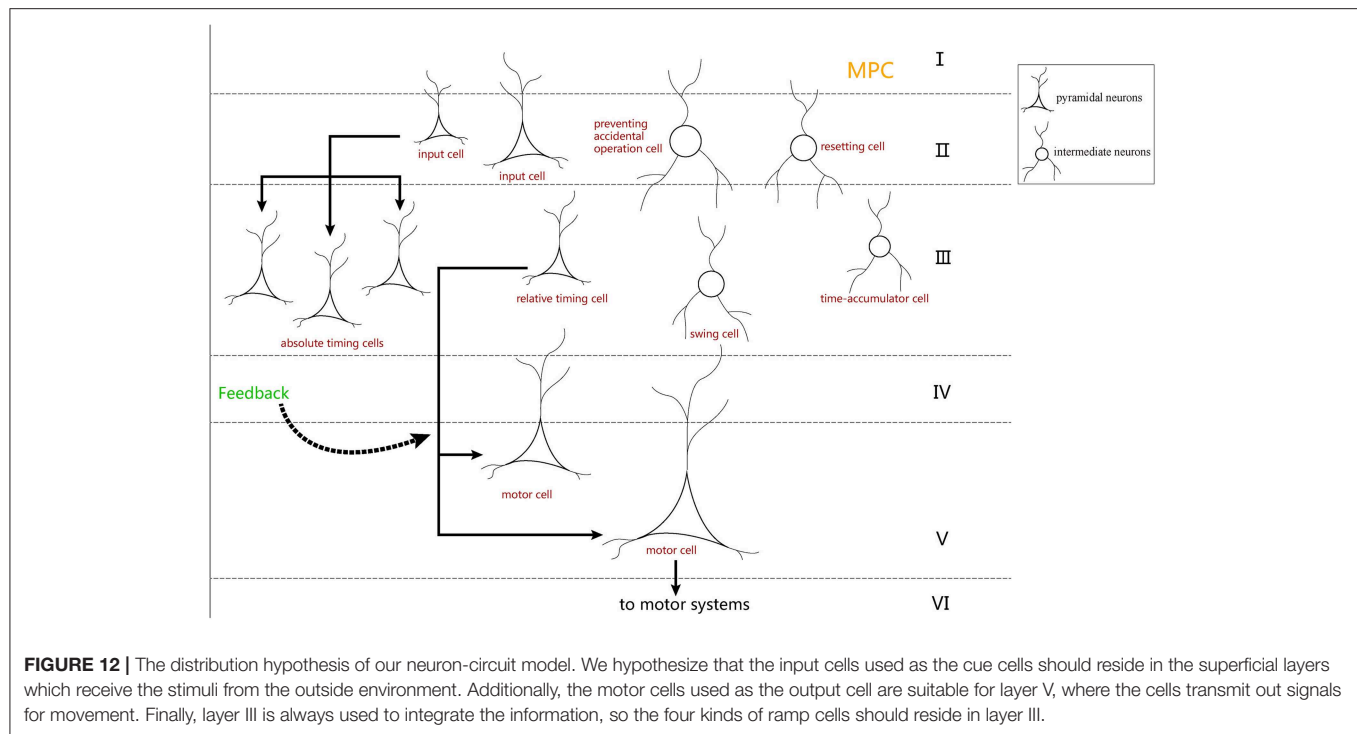 I
MPC
pyramidal neurons
intermediate neurons
input cell
input cell
preventing
accidental
operation cell
resetting cell
II
absolute timing cells
relative timing cell
swing cell
time-accumulator cell
III
Feedback
IV
motor cell
motor cell
V
to motor systems
VI
FIGURE 12 | The distribution hypothesis of our neuron-circuit model. We hypothesize that the input cells used as the cue cells should reside in the superficial layers
which receive the stimuli from the outside environment. Additionally, the motor cells used as the output cell are suitable for layer V, where the cells transmit out signals
for movement. Finally, layer III is always used to integrate the information, so the four kinds of ramp cells should reside in layer III.